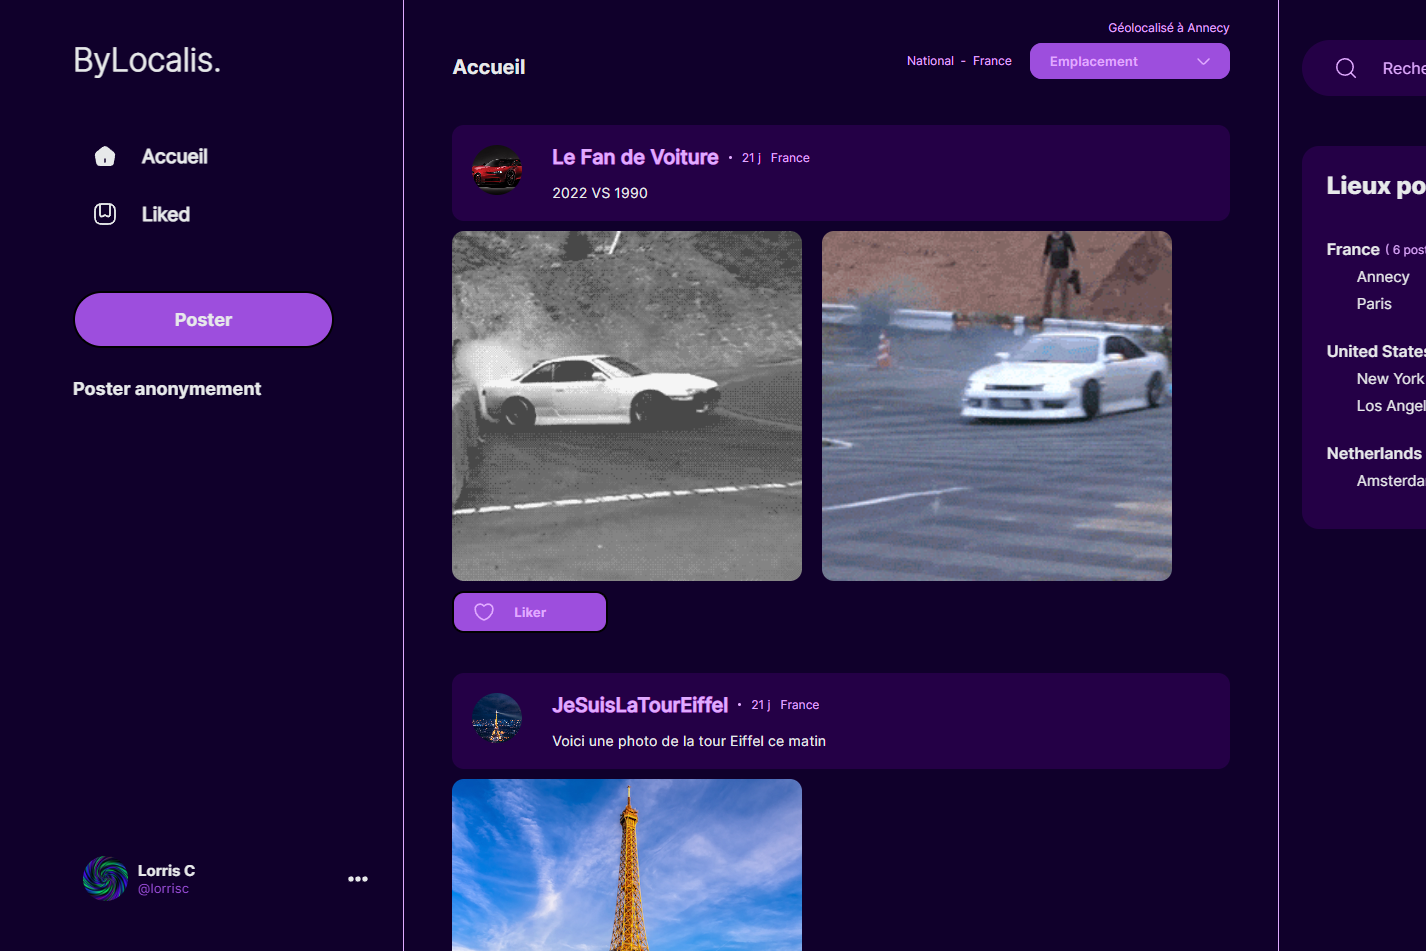 ByLocalis.
Accueil
Liked
Poster
Poster anonymement
Lorris C
@lorrisc
Accueil
Géolocalisé à Annecy
National - France
Emplacement
Le Fan de Voiture • 21 j France
2022 VS 1990
Liker
JeSuisLaTourEiffel • 21 j France
Voici une photo de la tour Eiffel ce matin
Reche
Lieux po
France ( 6 post
Annecy
Paris
United States
New York
Los Angel
Netherlands
Amsterda